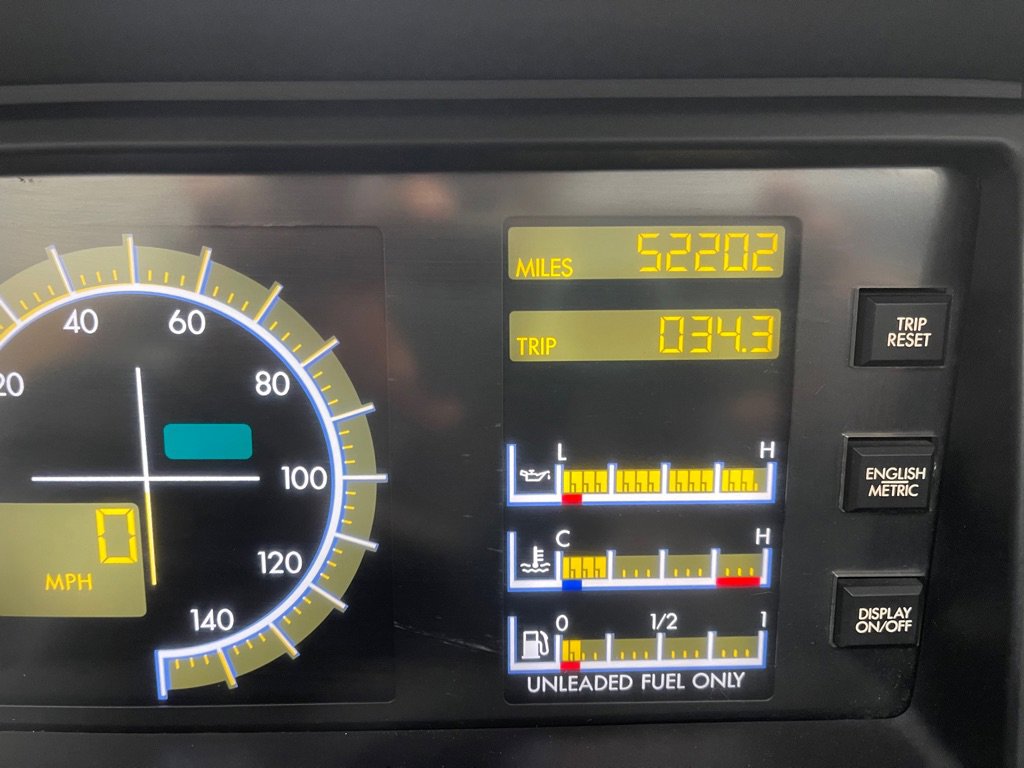 MILES 52202
TRIP 034.3
TRIP
RESET
40 60
20 80
100
120
140
0
MPH
L H
C H
0 1/2 1
UNLEADED FUEL ONLY
ENGLISH
METRIC
DISPLAY
ON/OFF